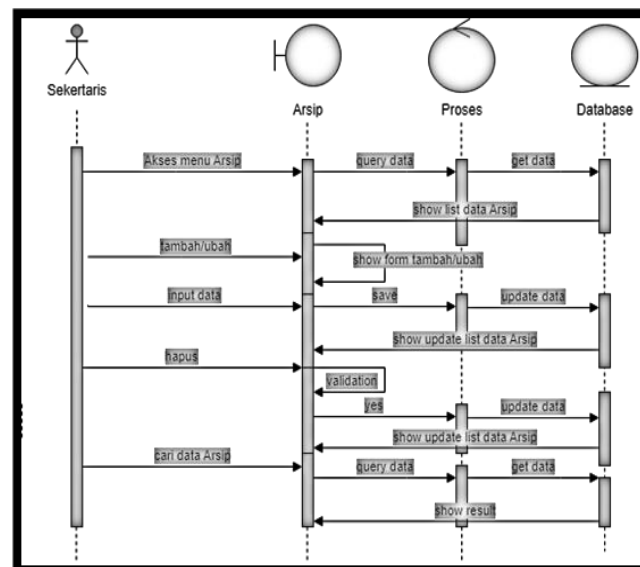 Sekertaris
Arsip
Proses
Database
Akses menu Arsip
query data
get data
show list data Arsip
tambah/ubah
show form tambah/ubah
input data
save
update data
show update list data Arsip
hapus
validation
yes
update data
show update list data Arsip
cari data Arsip
query data
get data
show result